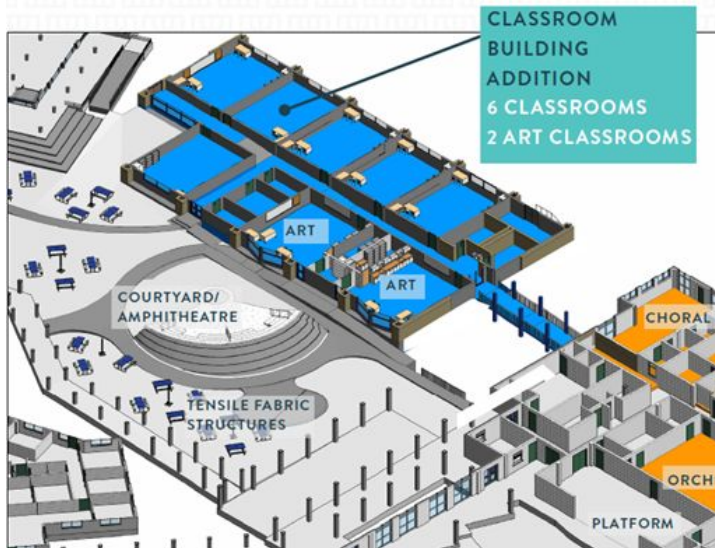 CLASSROOM
BUILDING
ADDITION
6 CLASSROOMS
2 ART CLASSROOMS
ART
ART
COURTYARD/
AMPHITHEATRE
CHORAL
TENSILE FABRIC
STRUCTURES
ORCH
PLATFORM